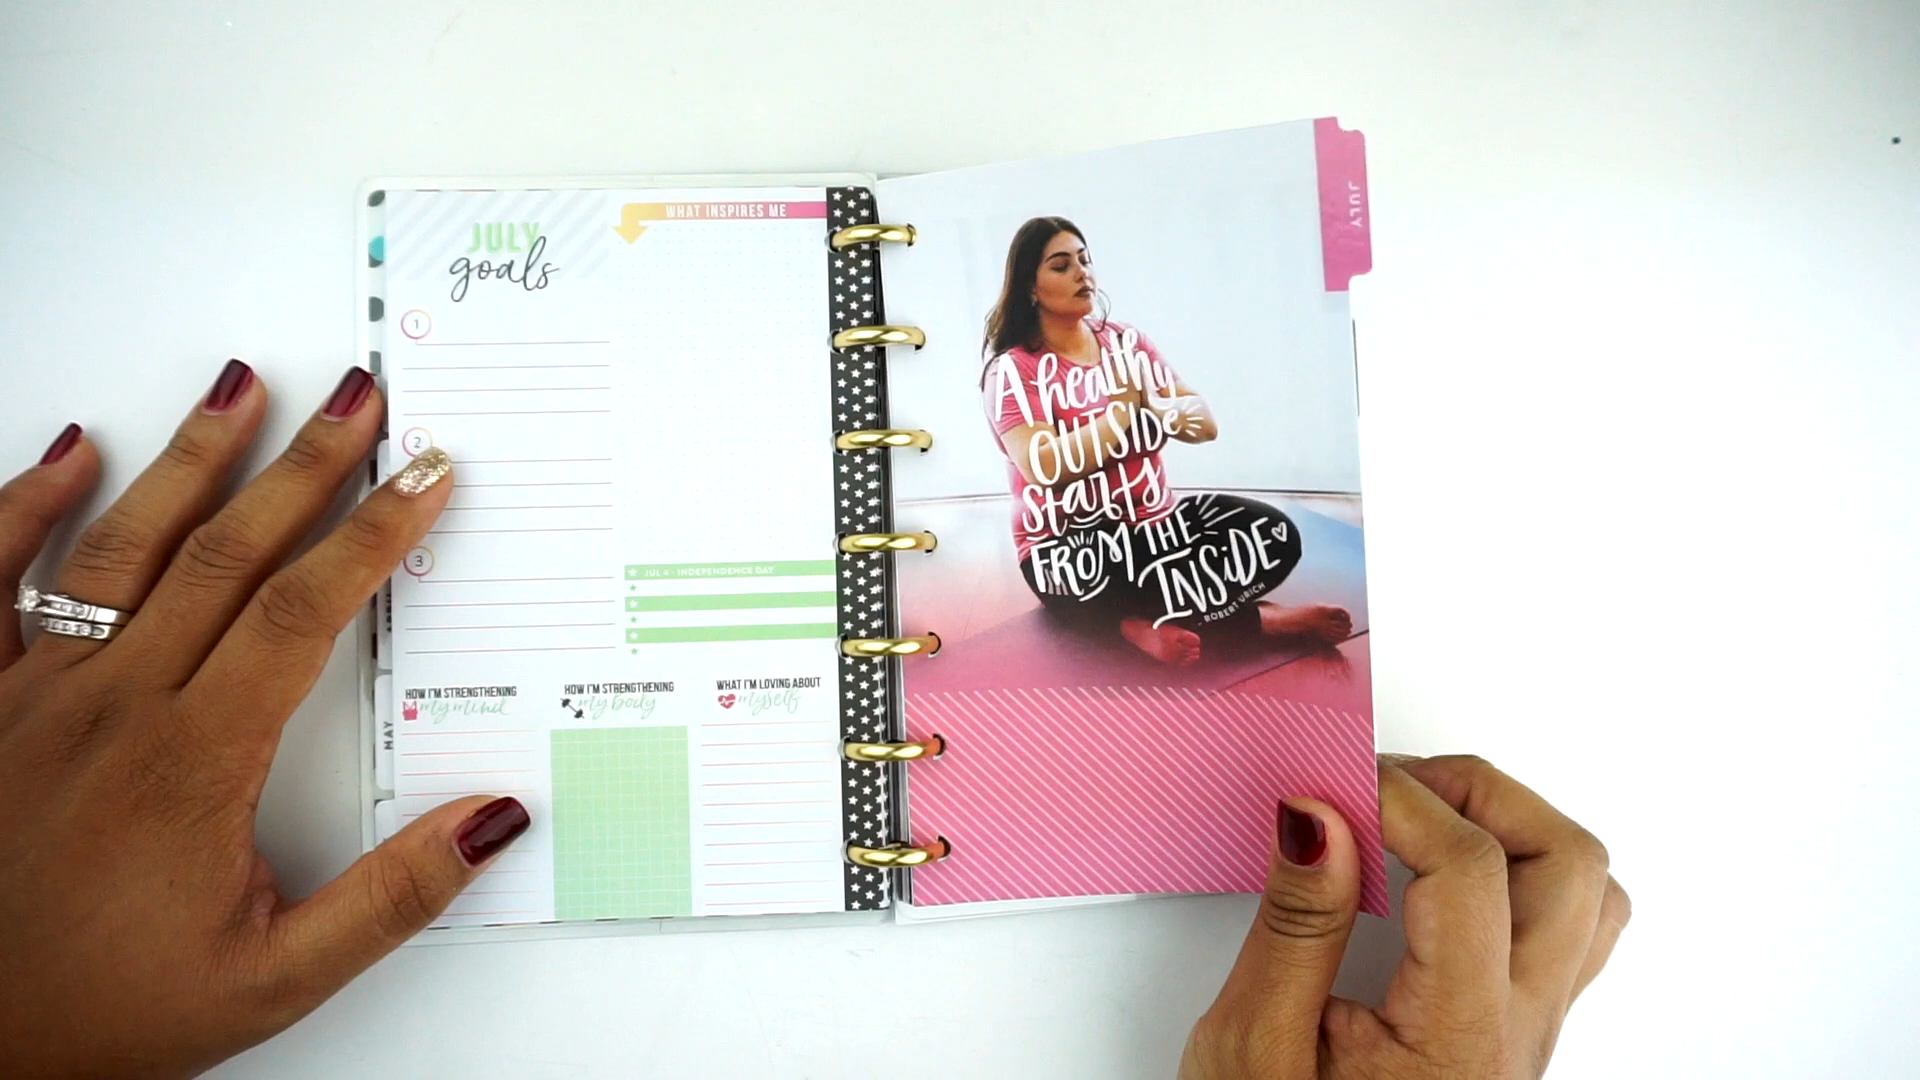 JULY
goals
WHAT INSPIRES ME
1
2
3
JUL 4 - INDEPENDENCE DAY
HOW I'M STRENGTHENING
my mind
HOW I'M STRENGTHENING
my body
WHAT I'M LOVING ABOUT
myself
MAY
JULY
A healthy
OUTSIDE
starts
FROM THE
INSIDE
- ROBERT URICH